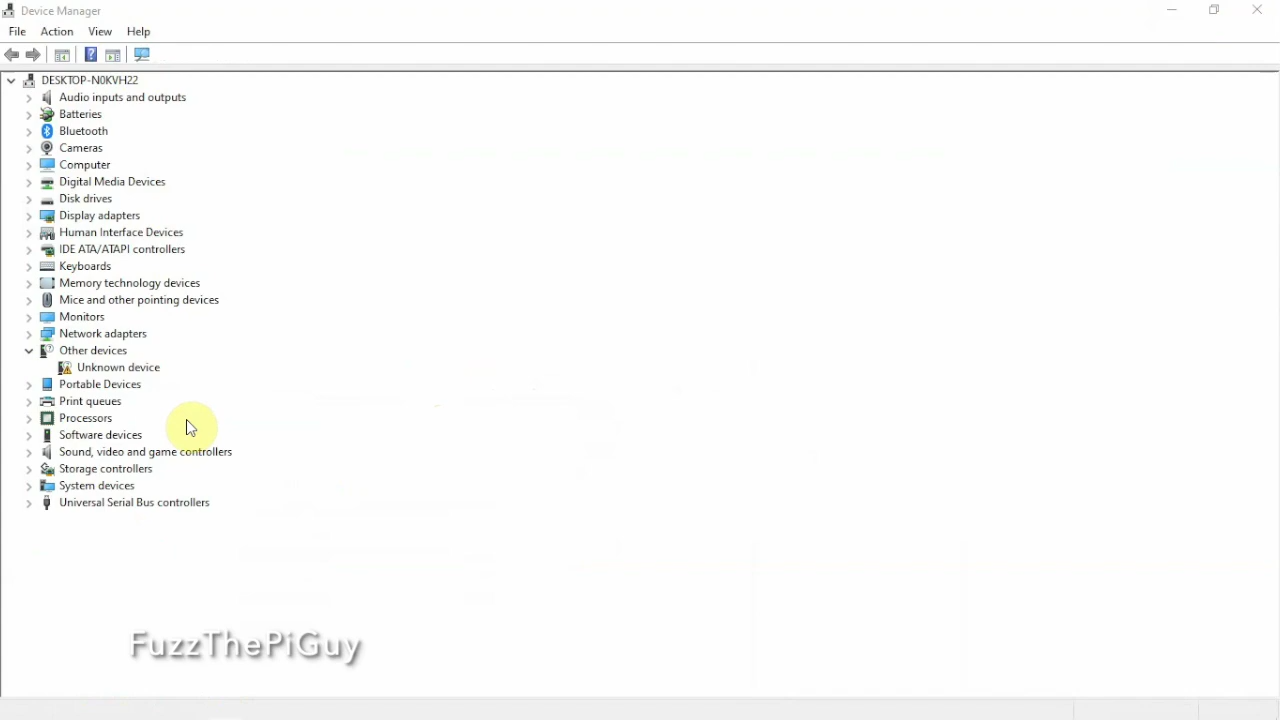 Device Manager
File Action View Help
DESKTOP-N0KVH22
Audio inputs and outputs
Batteries
Bluetooth
Cameras
Computer
Digital Media Devices
Disk drives
Display adapters
Human Interface Devices
IDE ATA/ATAPI controllers
Keyboards
Memory technology devices
Mice and other pointing devices
Monitors
Network adapters
Other devices
Unknown device
Portable Devices
Print queues
Processors
Software devices
Sound, video and game controllers
Storage controllers
System devices
Universal Serial Bus controllers
FuzzThePiGuy